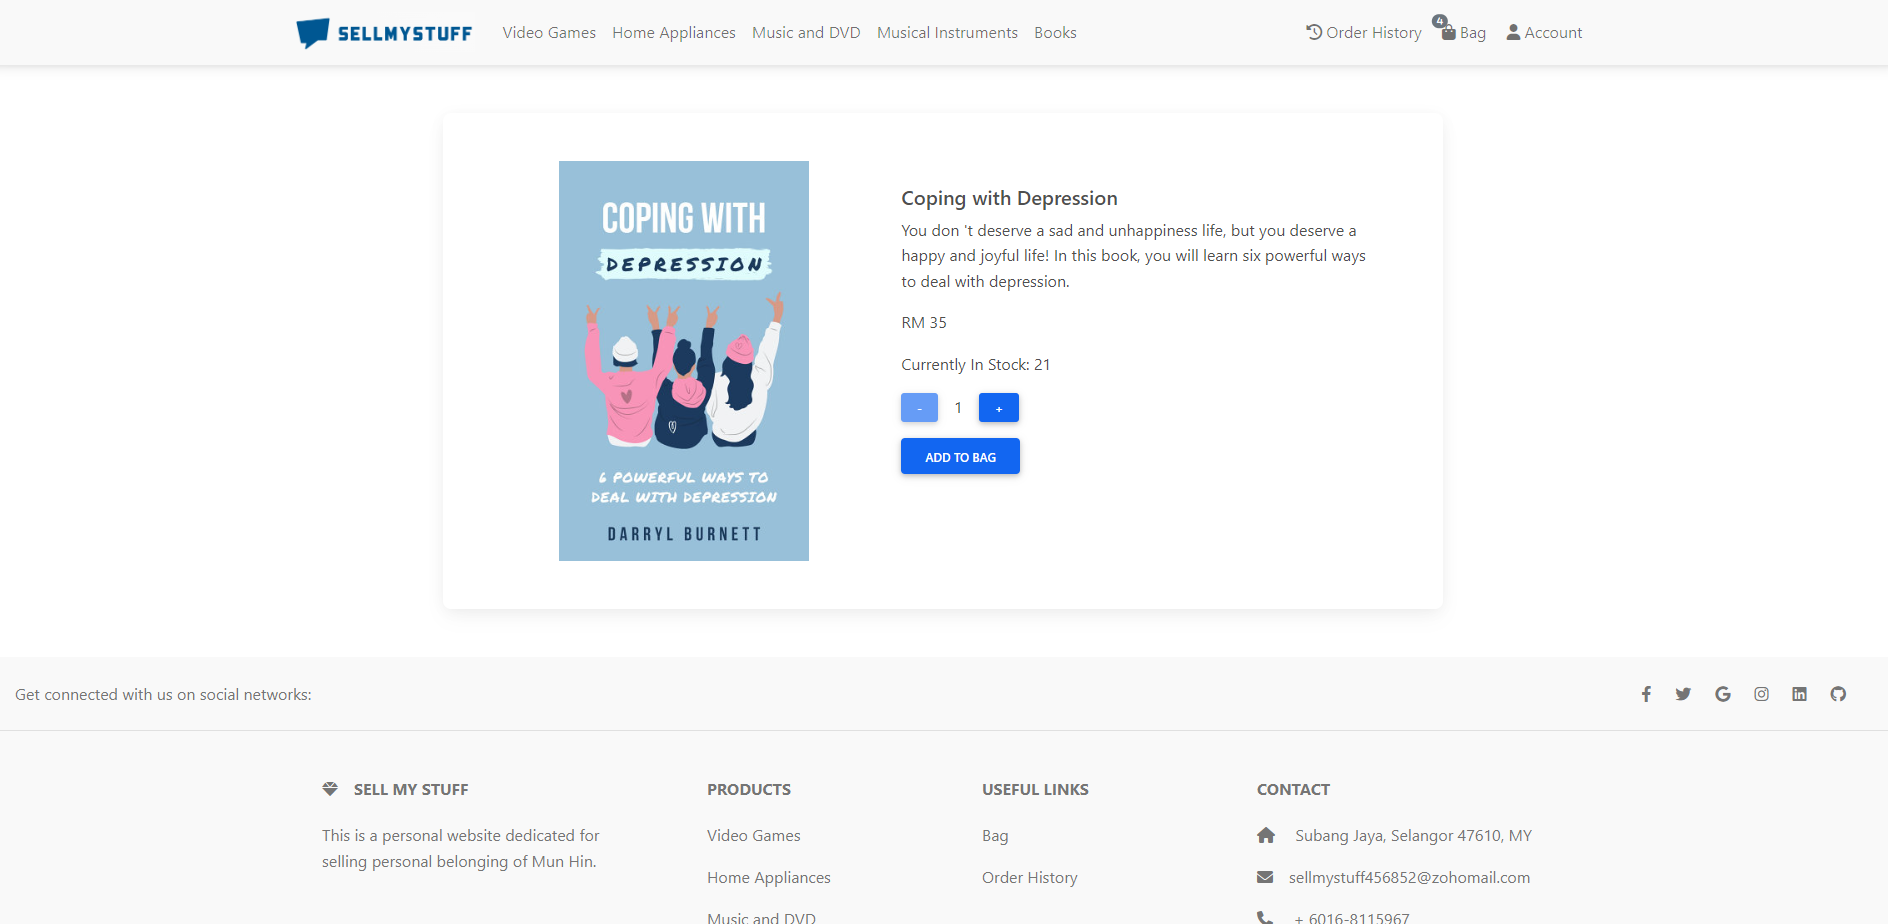 SELLMYSTUFF
Video Games
Home Appliances
Music and DVD
Musical Instruments
Books
Order History
4
Bag
Account
COPING WITH
DEPRESSION
6 POWERFUL WAYS TO
DEAL WITH DEPRESSION
DARRYL BURNETT
Coping with Depression
You don 't deserve a sad and unhappiness life, but you deserve a
happy and joyful life! In this book, you will learn six powerful ways
to deal with depression.
RM 35
Currently In Stock: 21
- 1 +
ADD TO BAG
Get connected with us on social networks:
SELL MY STUFF
This is a personal website dedicated for
selling personal belonging of Mun Hin.
PRODUCTS
Video Games
Home Appliances
Music and DVD
USEFUL LINKS
Bag
Order History
CONTACT
Subang Jaya, Selangor 47610, MY
sellmystuff456852@zohomail.com
+ 6016-8115967